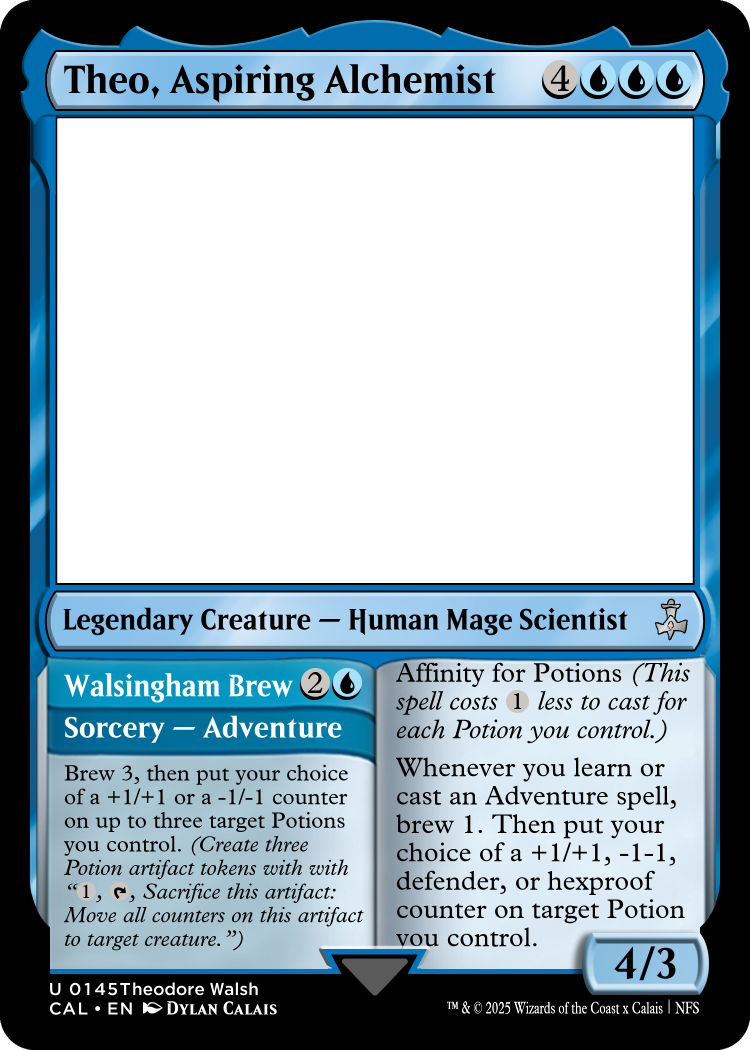 Theo, Aspiring Alchemist 4
Legendary Creature — Human Mage Scientist
Walsingham Brew 2
Sorcery — Adventure
Brew 3, then put your choice
of a +1/+1 or a -1/-1 counter
on up to three target Potions
you control. (Create three
Potion artifact tokens with with
“1, , Sacrifice this artifact:
Move all counters on this artifact
to target creature.”)
Affinity for Potions (This
spell costs 1 less to cast for
each Potion you control.)
Whenever you learn or
cast an Adventure spell,
brew 1. Then put your
choice of a +1/+1, -1-1,
defender, or hexproof
counter on target Potion
you control.
4/3
U 0145Theodore Walsh
CAL • EN Dylan Calais
™ & © 2025 Wizards of the Coast x Calais | NFS